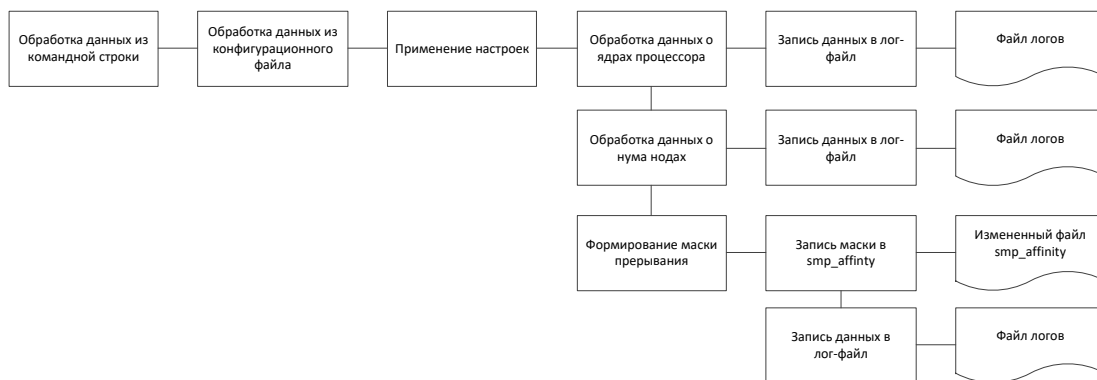 Обработка данных из
командной строки
Обработка данных из
конфигурационного
файла
Применение настроек
Обработка данных о
ядрах процессора
Запись данных в лог-
файл
Файл логов
Обработка данных о
нума нодах
Запись данных в лог-
файл
Файл логов
Формирование маски
прерывания
Запись маски в
smp_affinty
Измененный файл
smp_affinity
Запись данных в
лог-файл
Файл логов